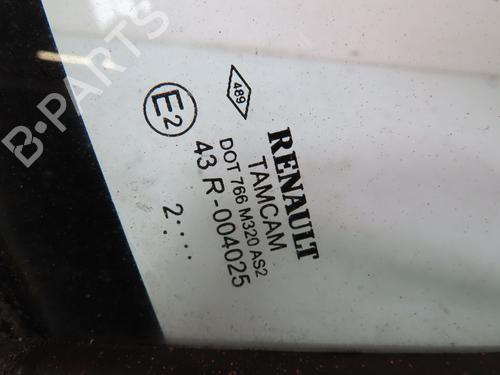 B-PARTS
RENAULT
TAMCAM
DOT 766 M320 AS2
43 R-004025
E2
489
2....